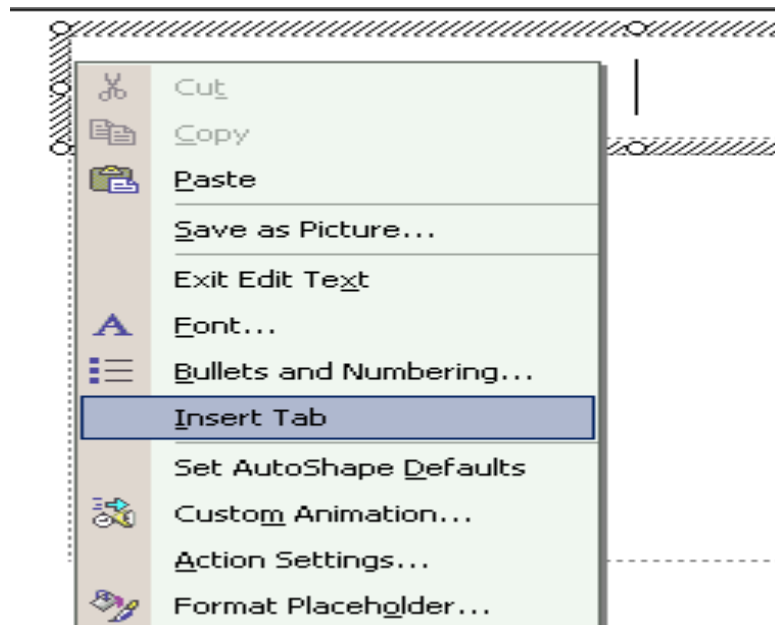 Cut
Copy
Paste
Save as Picture...
Exit Edit Text
Font...
Bullets and Numbering...
Insert Tab
Set AutoShape Defaults
Custom Animation...
Action Settings...
Format Placeholder...